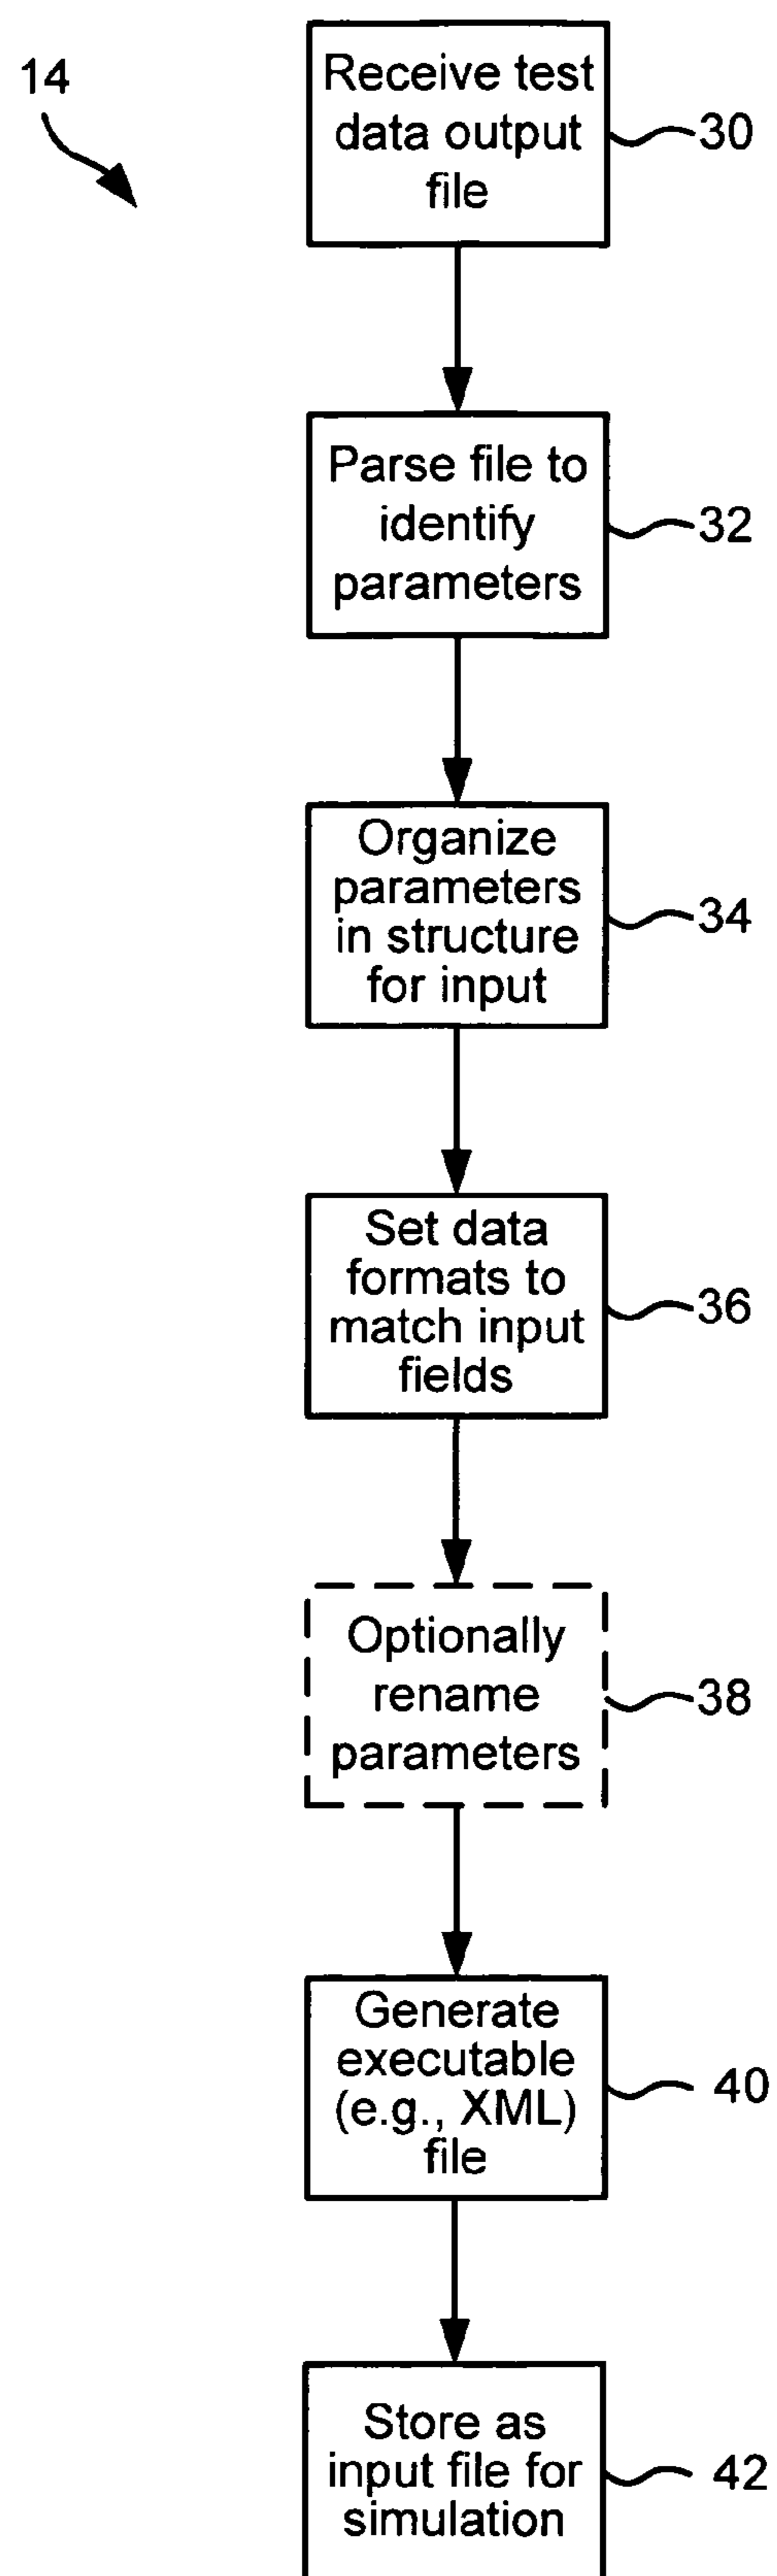 14
Receive test
data output
file
30
Parse file to
identify
parameters
32
Organize
parameters
in structure
for input
34
Set data
formats to
match input
fields
36
Optionally
rename
parameters
38
Generate
executable
(e.g., XML)
file
40
Store as
input file for
simulation
42